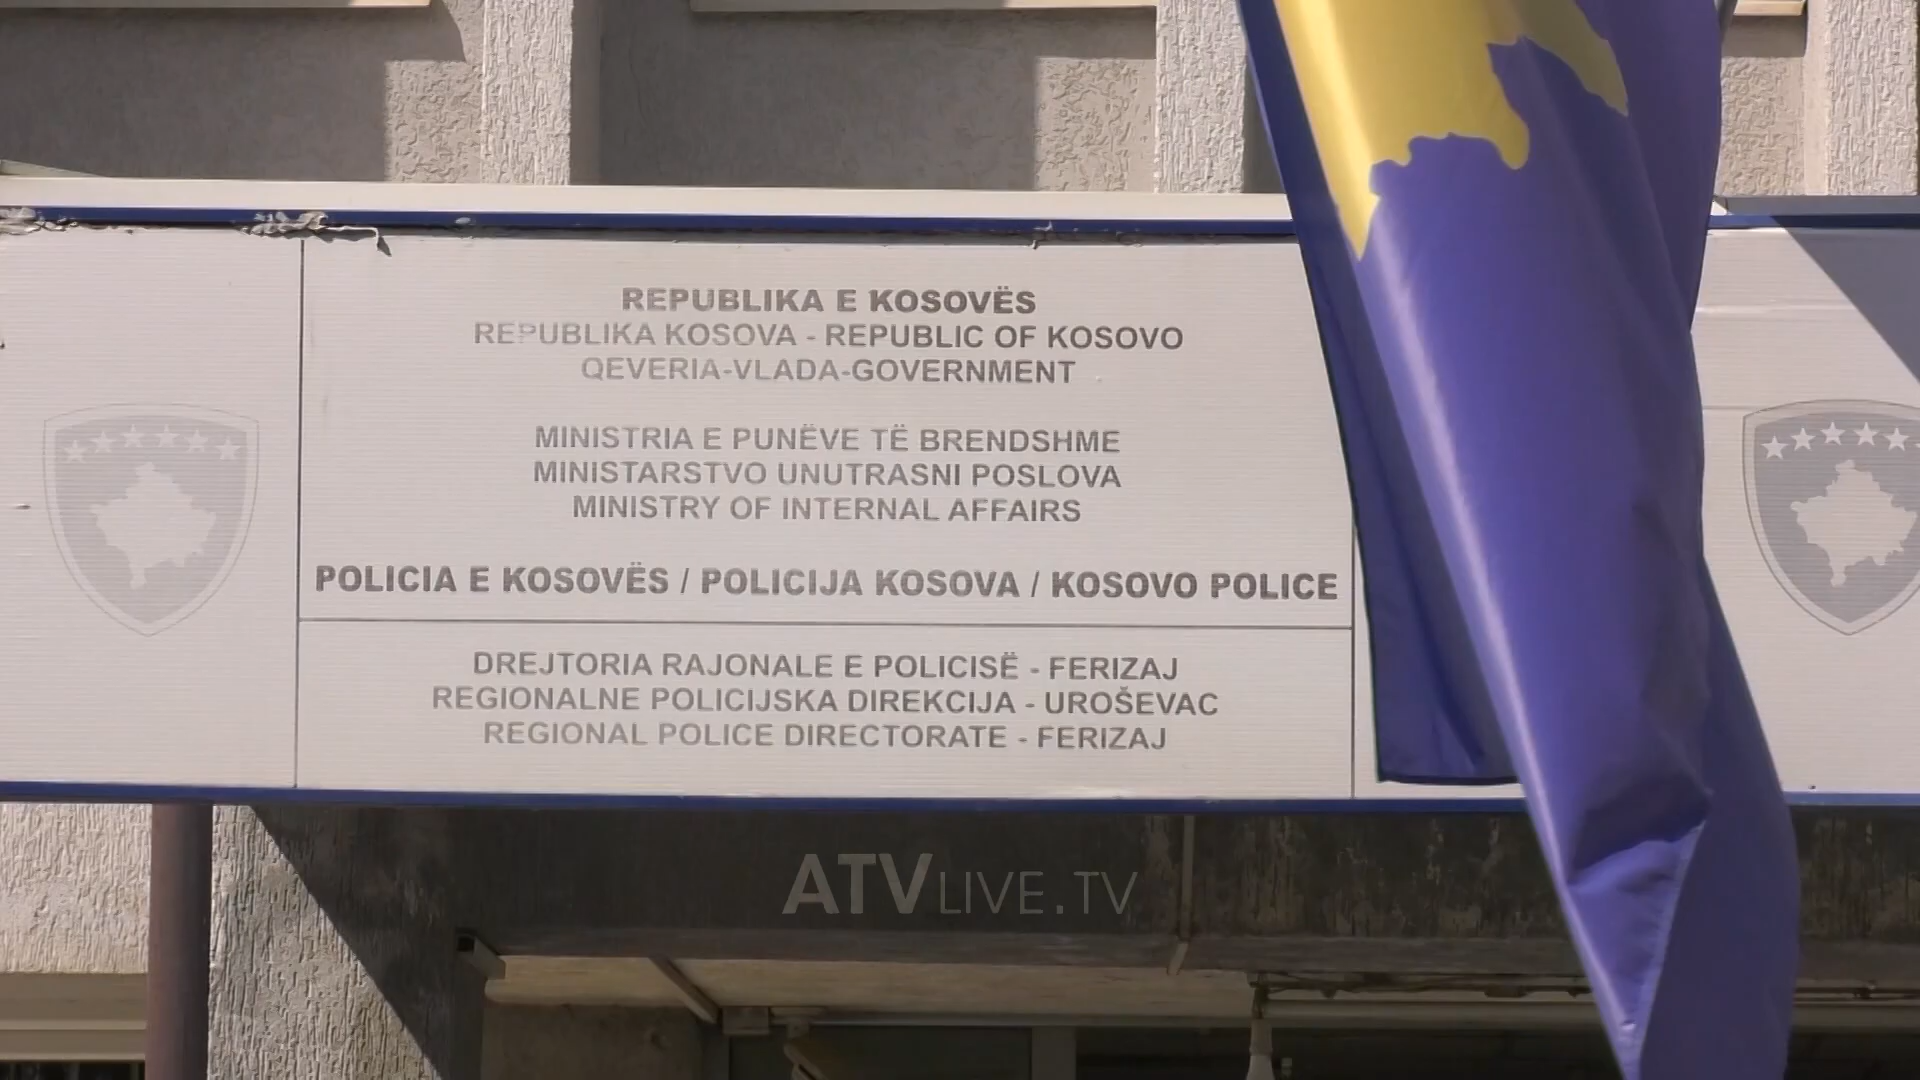 REPUBLIKA E KOSOVËS
REPUBLIKA KOSOVA - REPUBLIC OF KOSOVO
QEVERIA-VLADA-GOVERNMENT
MINISTRIA E PUNËVE TË BRENDSHME
MINISTARSTVO UNUTRASNI POSLOVA
MINISTRY OF INTERNAL AFFAIRS
POLICIA E KOSOVËS / POLICIJA KOSOVA / KOSOVO POLICE
DREJTORIA RAJONALE E POLICISË - FERIZAJ
REGIONALNE POLICIJSKA DIREKCIJA - UROŠEVAC
REGIONAL POLICE DIRECTORATE - FERIZAJ
ATVLIVE.TV